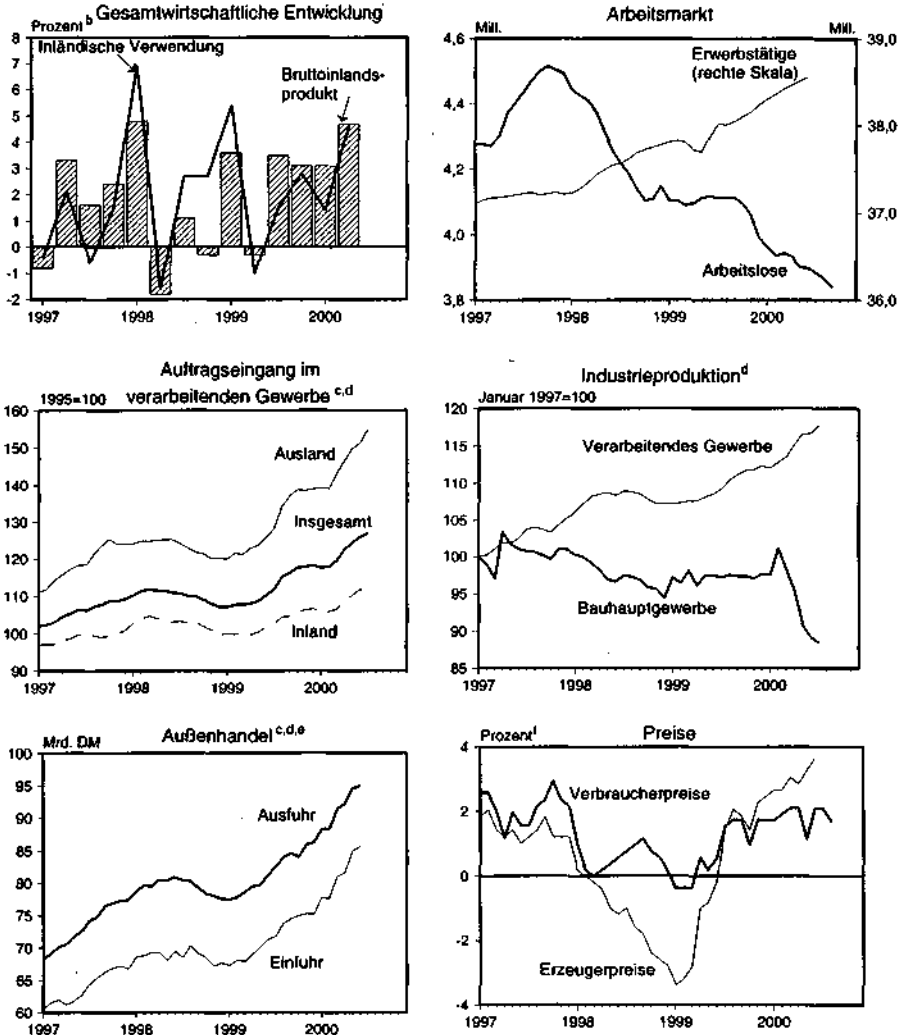 Gesamtwirtschaftliche Entwicklung
Prozent b
8
7
6
5
4
3
2
1
0
-1
-2
Inländische Verwendung
Bruttoinlands-
produkt
1997 1998 1999 2000
Arbeitsmarkt
Mill. Mill.
4,6
4,4
4,2
4,0
3,8
39,0
38,0
37,0
36,0
Erwerbstätige
(rechte Skala)
Arbeitslose
1997 1998 1999 2000
Auftragseingang im
verarbeitenden Gewerbe c,d
1995=100
160
150
140
130
120
110
100
90
Ausland
Insgesamt
Inland
1997 1998 1999 2000
Industrieproduktion d
Januar 1997=100
120
115
110
105
100
95
90
85
Verarbeitendes Gewerbe
Bauhauptgewerbe
1997 1998 1999 2000
Außenhandel c,d,e
Mrd. DM
100
95
90
85
80
75
70
65
60
Ausfuhr
Einfuhr
1997 1998 1999 2000
Preise
Prozent f
4
2
0
-2
-4
Verbraucherpreise
Erzeugerpreise
1997 1998 1999 2000